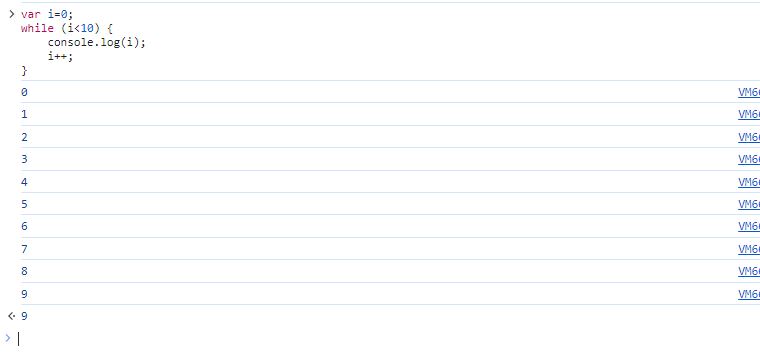 > var i=0;
while (i<10) {
    console.log(i);
    i++;
}
0 VM6
1 VM6
2 VM6
3 VM6
4 VM6
5 VM6
6 VM6
7 VM6
8 VM6
9 VM6
<· 9
>